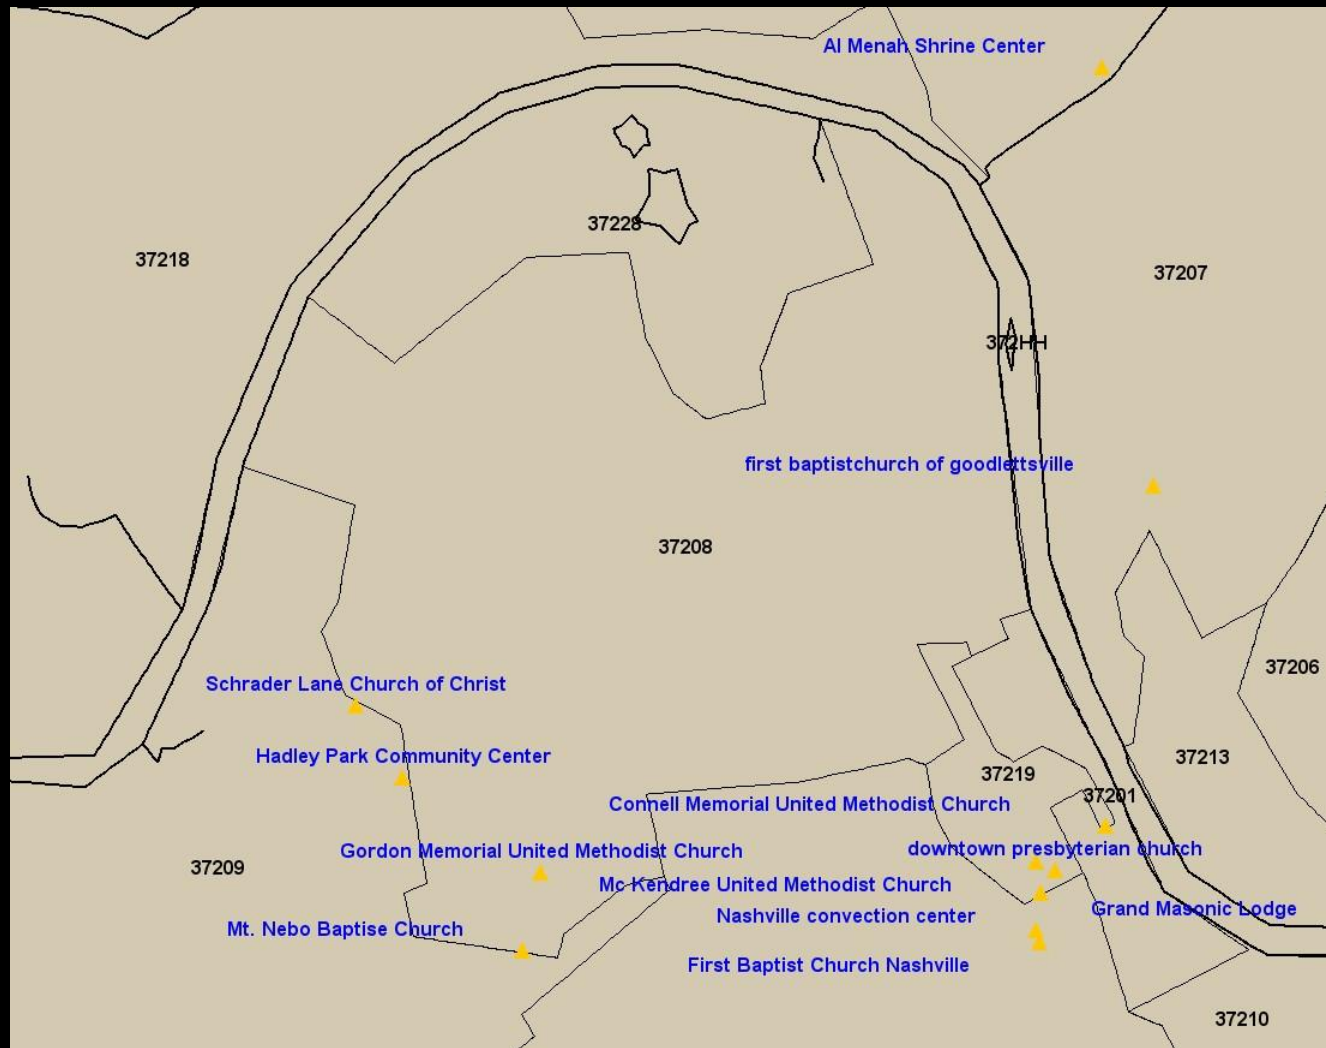 Al Menah Shrine Center
37228
37218
37207
372HH
first baptistchurch of goodlettsville
37208
37206
Schrader Lane Church of Christ
Hadley Park Community Center
37213
37219
37201
Connell Memorial United Methodist Church
Gordon Memorial United Methodist Church
downtown presbyterian church
37209
Mc Kendree United Methodist Church
Grand Masonic Lodge
Nashville convection center
Mt. Nebo Baptise Church
First Baptist Church Nashville
37210